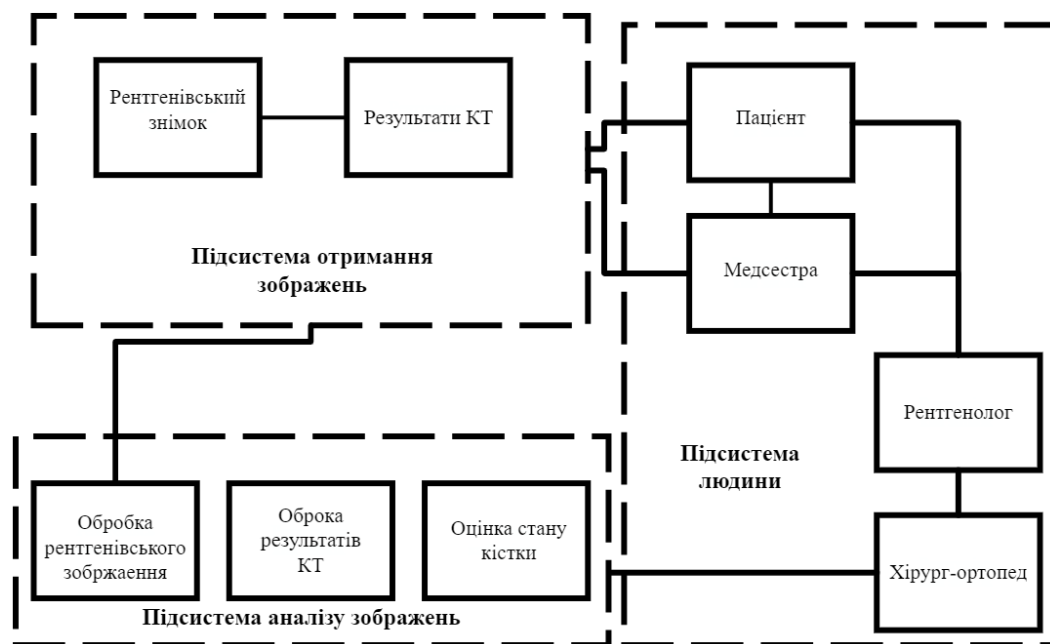 Рентгенівський
знімок
Результати КТ
Підсистема отримання
зображень
Пацієнт
Медсестра
Рентгенолог
Підсистема
людини
Хірург-ортопед
Обробка
рентгенівського
зобржаення
Оброка
результатів
КТ
Оцінка стану
кістки
Підсистема аналізу зображень